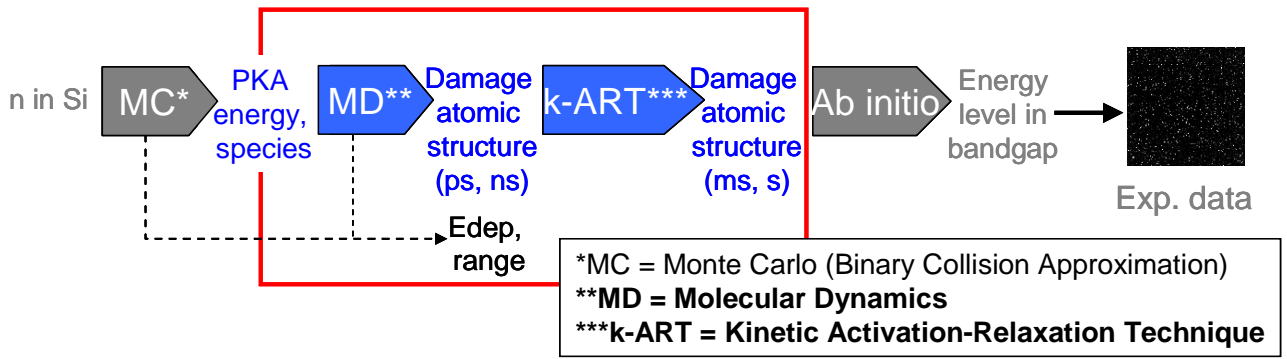 n in Si
MC*
PKA
energy,
species
MD**
Damage
atomic
structure
(ps, ns)
k-ART***
Damage
atomic
structure
(ms, s)
Ab initio
Energy
level in
bandgap
Exp. data
Edep,
range
*MC = Monte Carlo (Binary Collision Approximation)
**MD = Molecular Dynamics
***k-ART = Kinetic Activation-Relaxation Technique